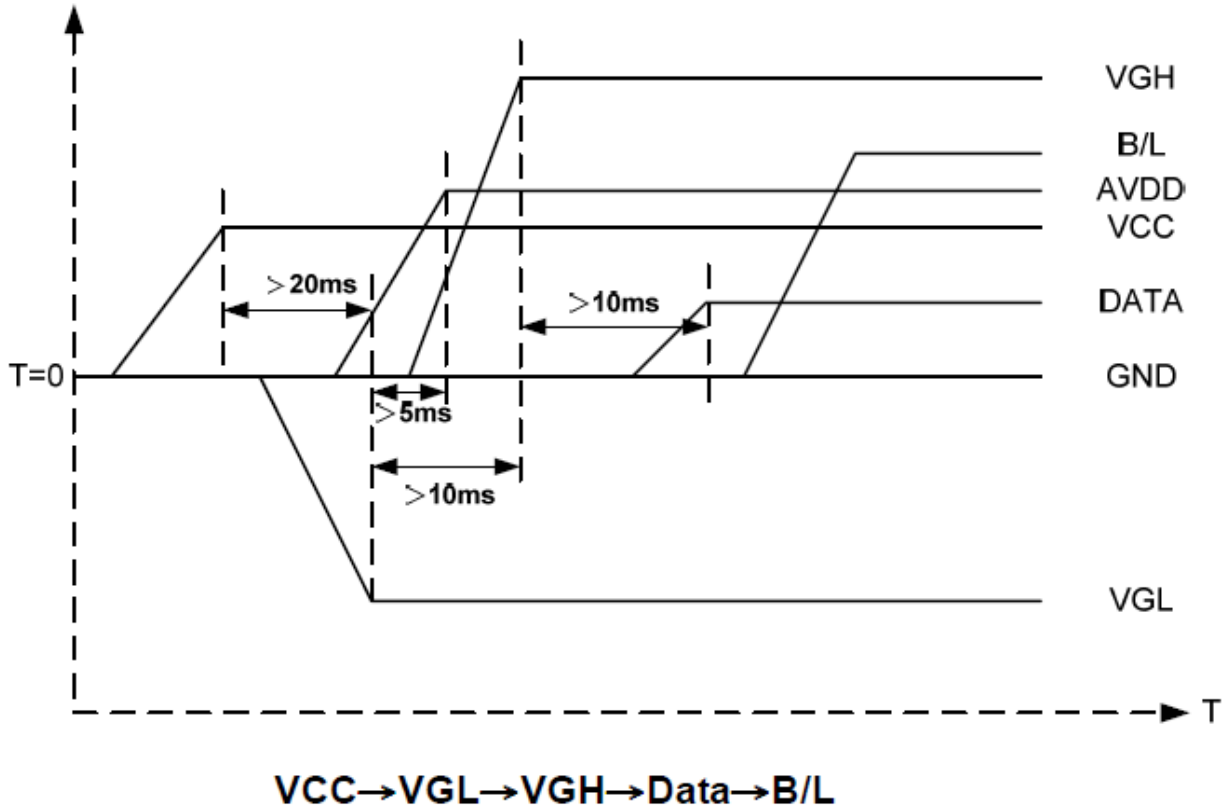 VGH
B/L
AVDD
VCC
>20ms
>10ms
DATA
T=0
GND
>5ms
>10ms
VGL
T
VCC→VGL→VGH→Data→B/L